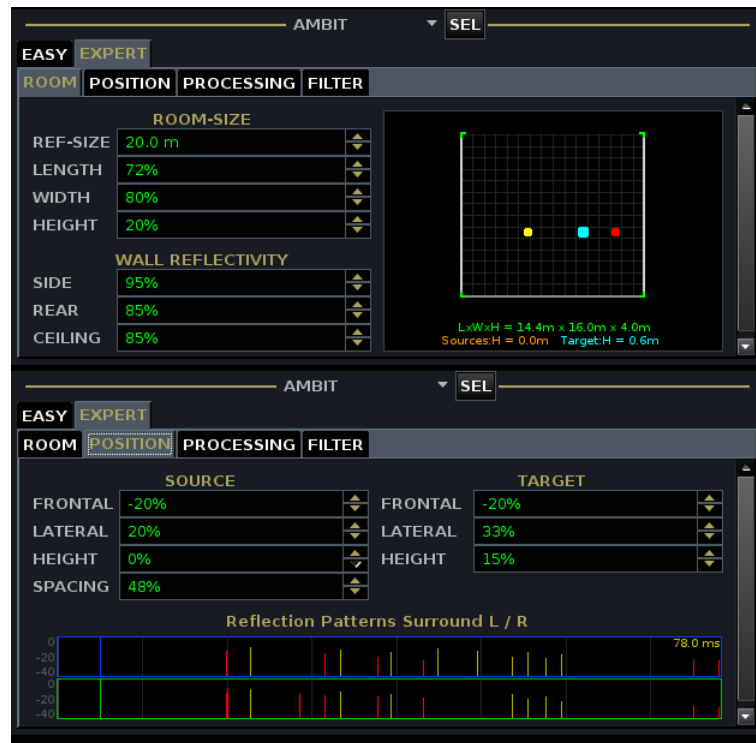 AMBIT SEL
EASY EXPERT
ROOM POSITION PROCESSING FILTER
ROOM-SIZE
REF-SIZE 20.0 m
LENGTH 72%
WIDTH 80%
HEIGHT 20%
WALL REFLECTIVITY
SIDE 95%
REAR 85%
CEILING 85%
LxWxH = 14.4m x 16.0m x 4.0m
Sources:H = 0.0m Target:H = 0.6m
AMBIT SEL
EASY EXPERT
ROOM POSITION PROCESSING FILTER
SOURCE TARGET
FRONTAL -20% FRONTAL -20%
LATERAL 20% LATERAL 33%
HEIGHT 0% HEIGHT 15%
SPACING 48%
Reflection Patterns Surround L / R
0 78.0 ms
-20
-40
0
-20
-40